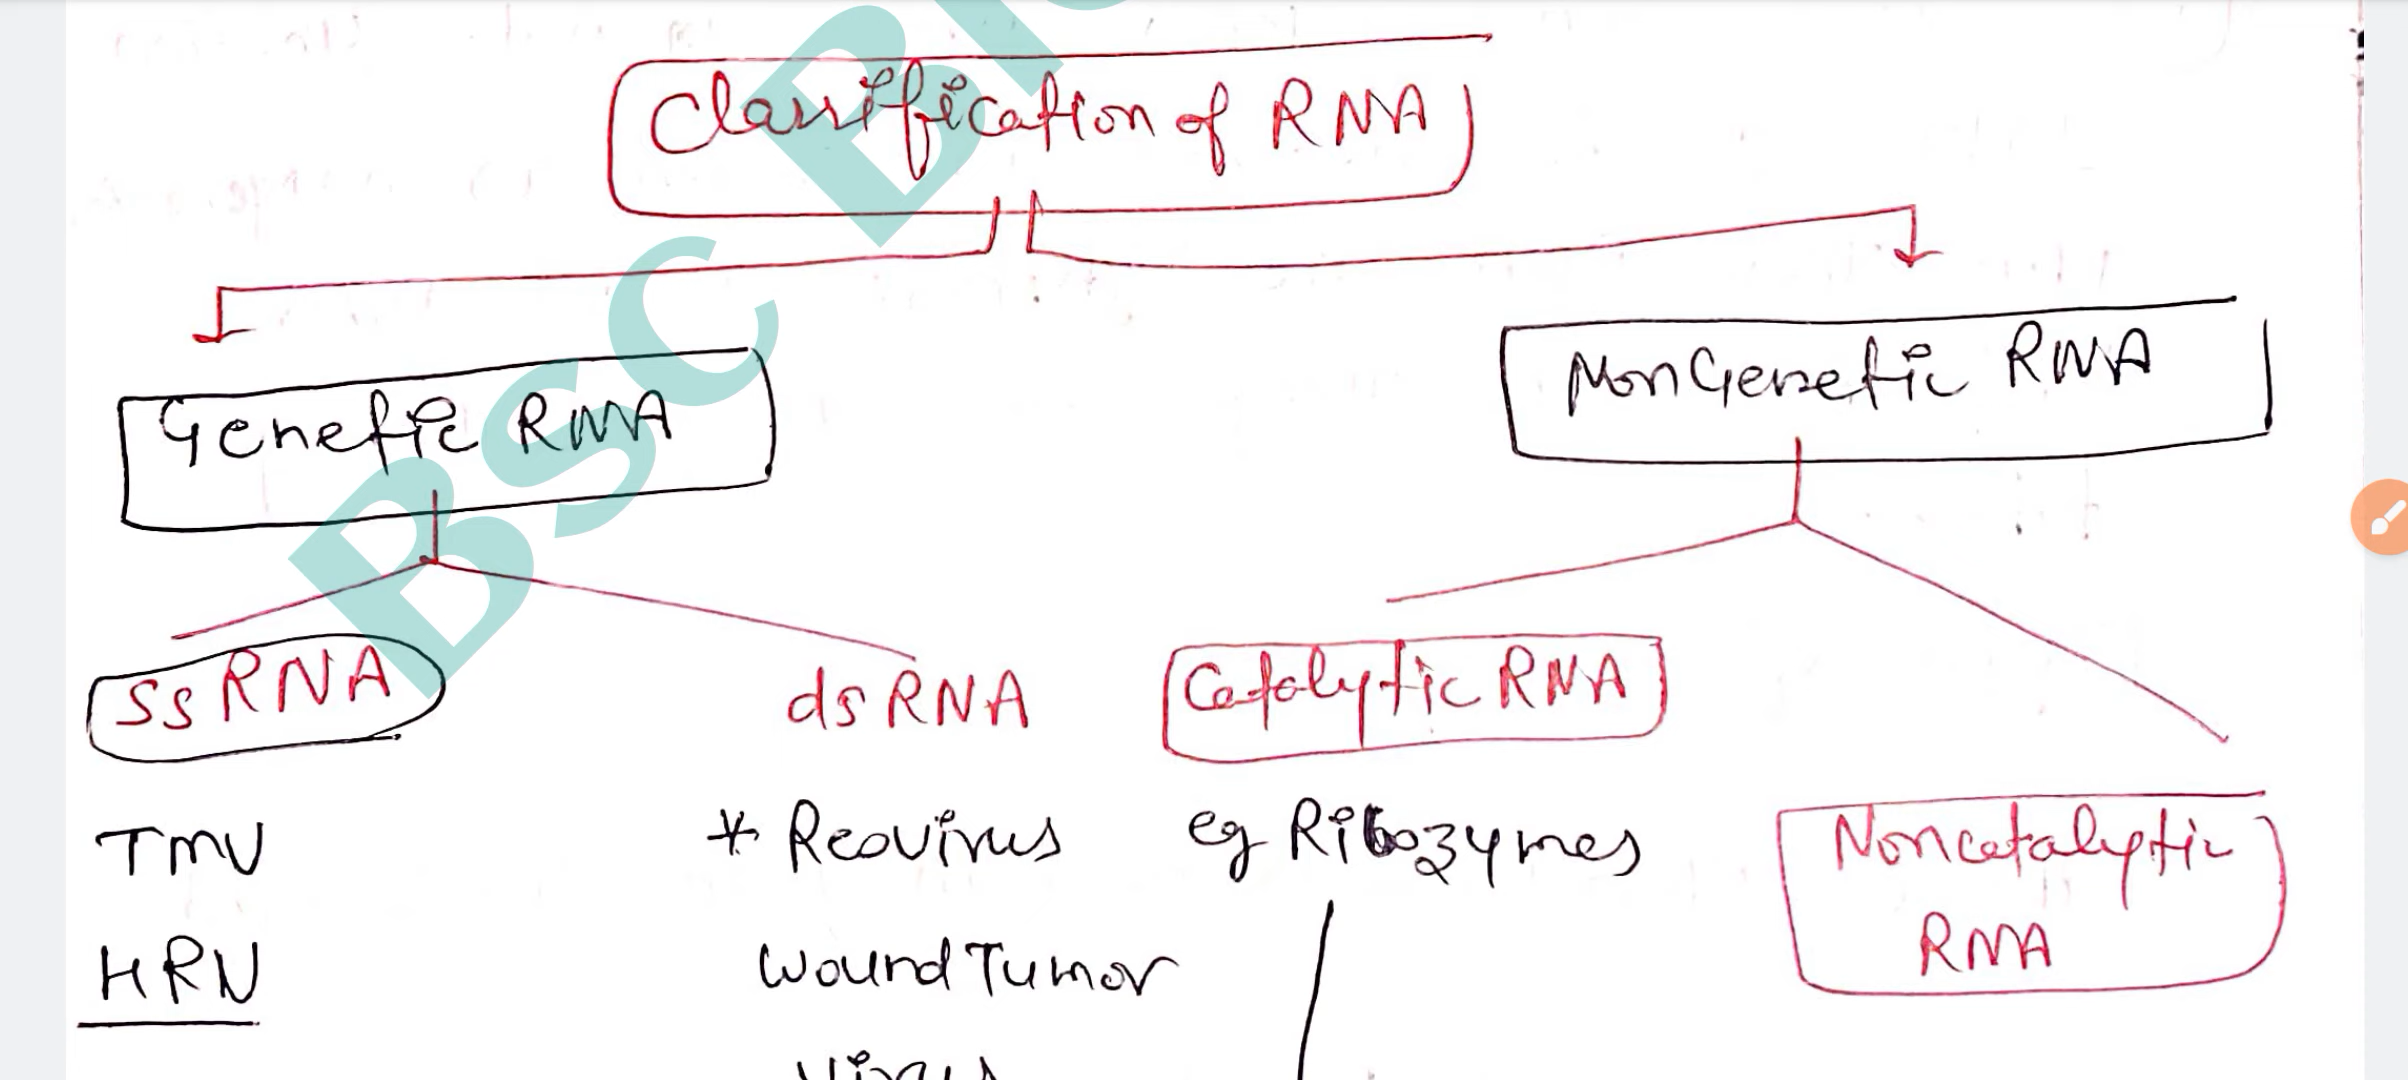 Classification of RNA
Genetic RNA
NonGenetic RNA
ssRNA
dsRNA
Catalytic RNA
TMV
* Reovirus
eg Ribozymes
Noncatalytic
RNA
HRV
Wound Tumor
Virus
BSC